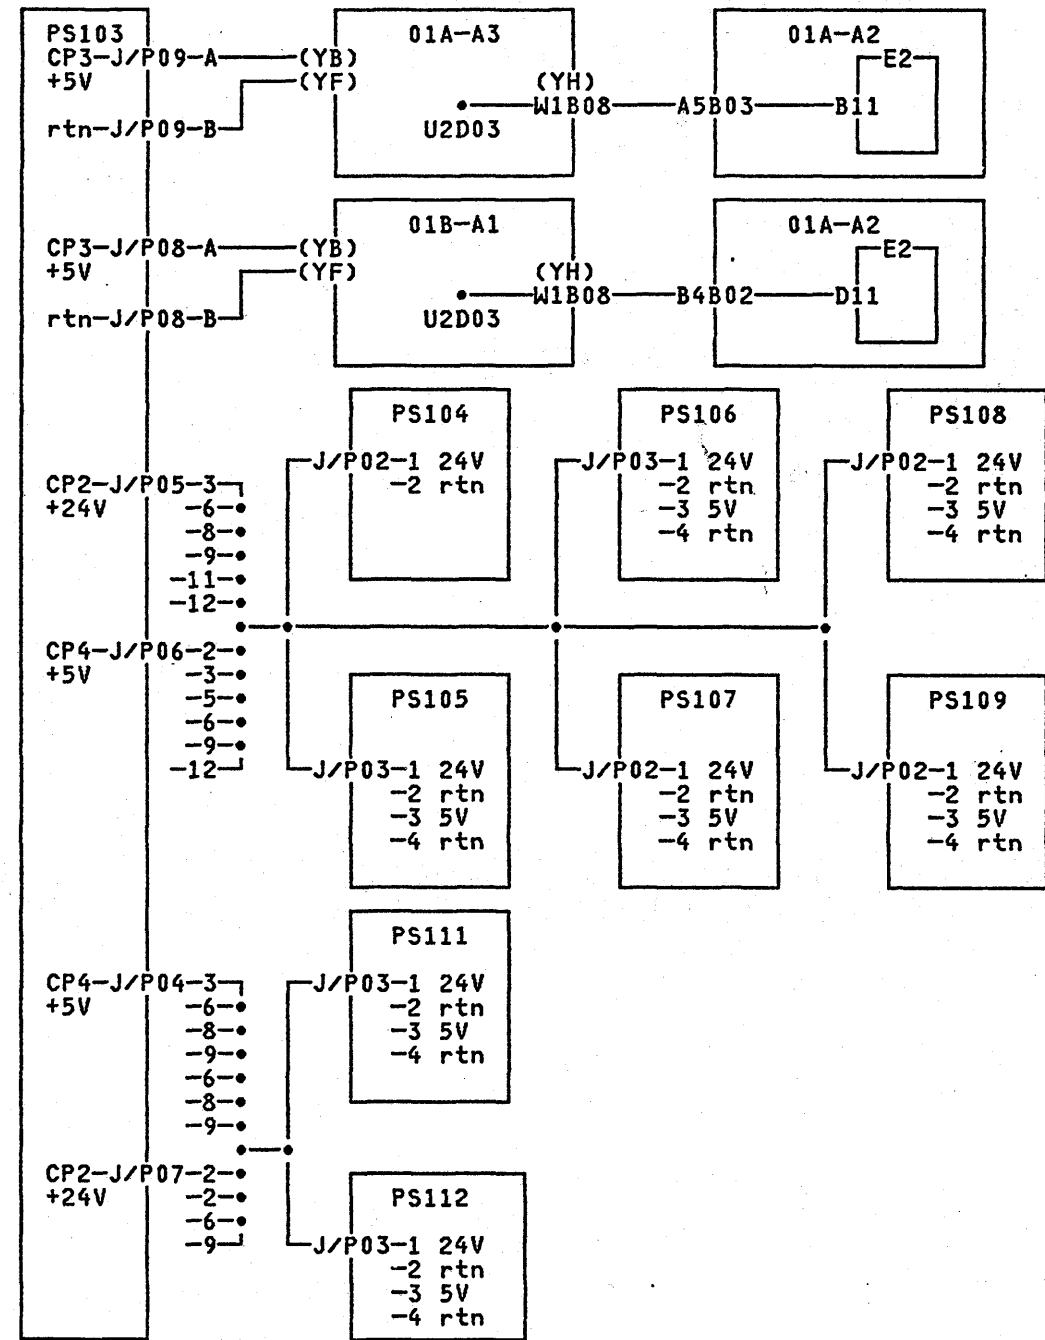 PS103 01A-A3 01A-A2
CP3-J/P09-A (YB) E2
+5V (YF) (YH)
W1B08 A5B03 B11
rtn-J/P09-B U2D03
01B-A1 01A-A2
CP3-J/P08-A (YB) E2
+5V (YF) (YH)
W1B08 B4B02 D11
rtn-J/P08-B U2D03
PS104 PS106 PS108
J/P02-1 24V J/P03-1 24V J/P02-1 24V
CP2-J/P05-3 -2 rtn -2 rtn -2 rtn
+24V -6 -3 5V -3 5V
-8 -4 rtn -4 rtn
-9
-11
-12
CP4-J/P06-2
+5V -3
-5 PS105 PS107 PS109
-6
-9
-12 J/P03-1 24V J/P02-1 24V J/P02-1 24V
-2 rtn -2 rtn -2 rtn
-3 5V -3 5V -3 5V
-4 rtn -4 rtn -4 rtn
PS111
CP4-J/P04-3 J/P03-1 24V
+5V -6 -2 rtn
-8 -3 5V
-9 -4 rtn
-6
-8
-9
CP2-J/P07-2
+24V -2 PS112
-6
-9 J/P03-1 24V
-2 rtn
-3 5V
-4 rtn